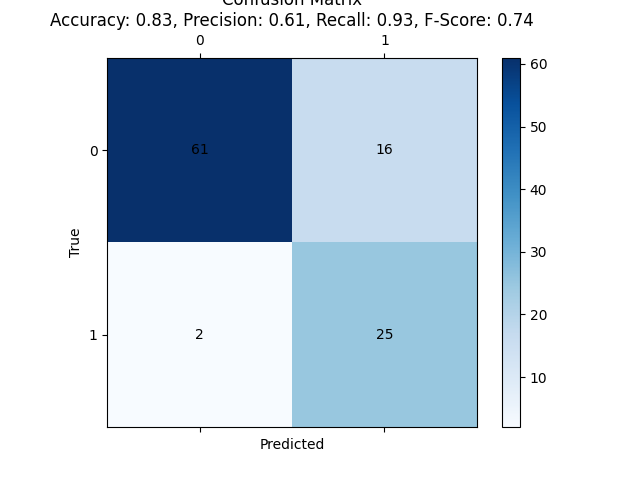 Confusion Matrix
Accuracy: 0.83, Precision: 0.61, Recall: 0.93, F-Score: 0.74
0 1
60
0 61 16
50
40
True
30
20
1 2 25
10
Predicted